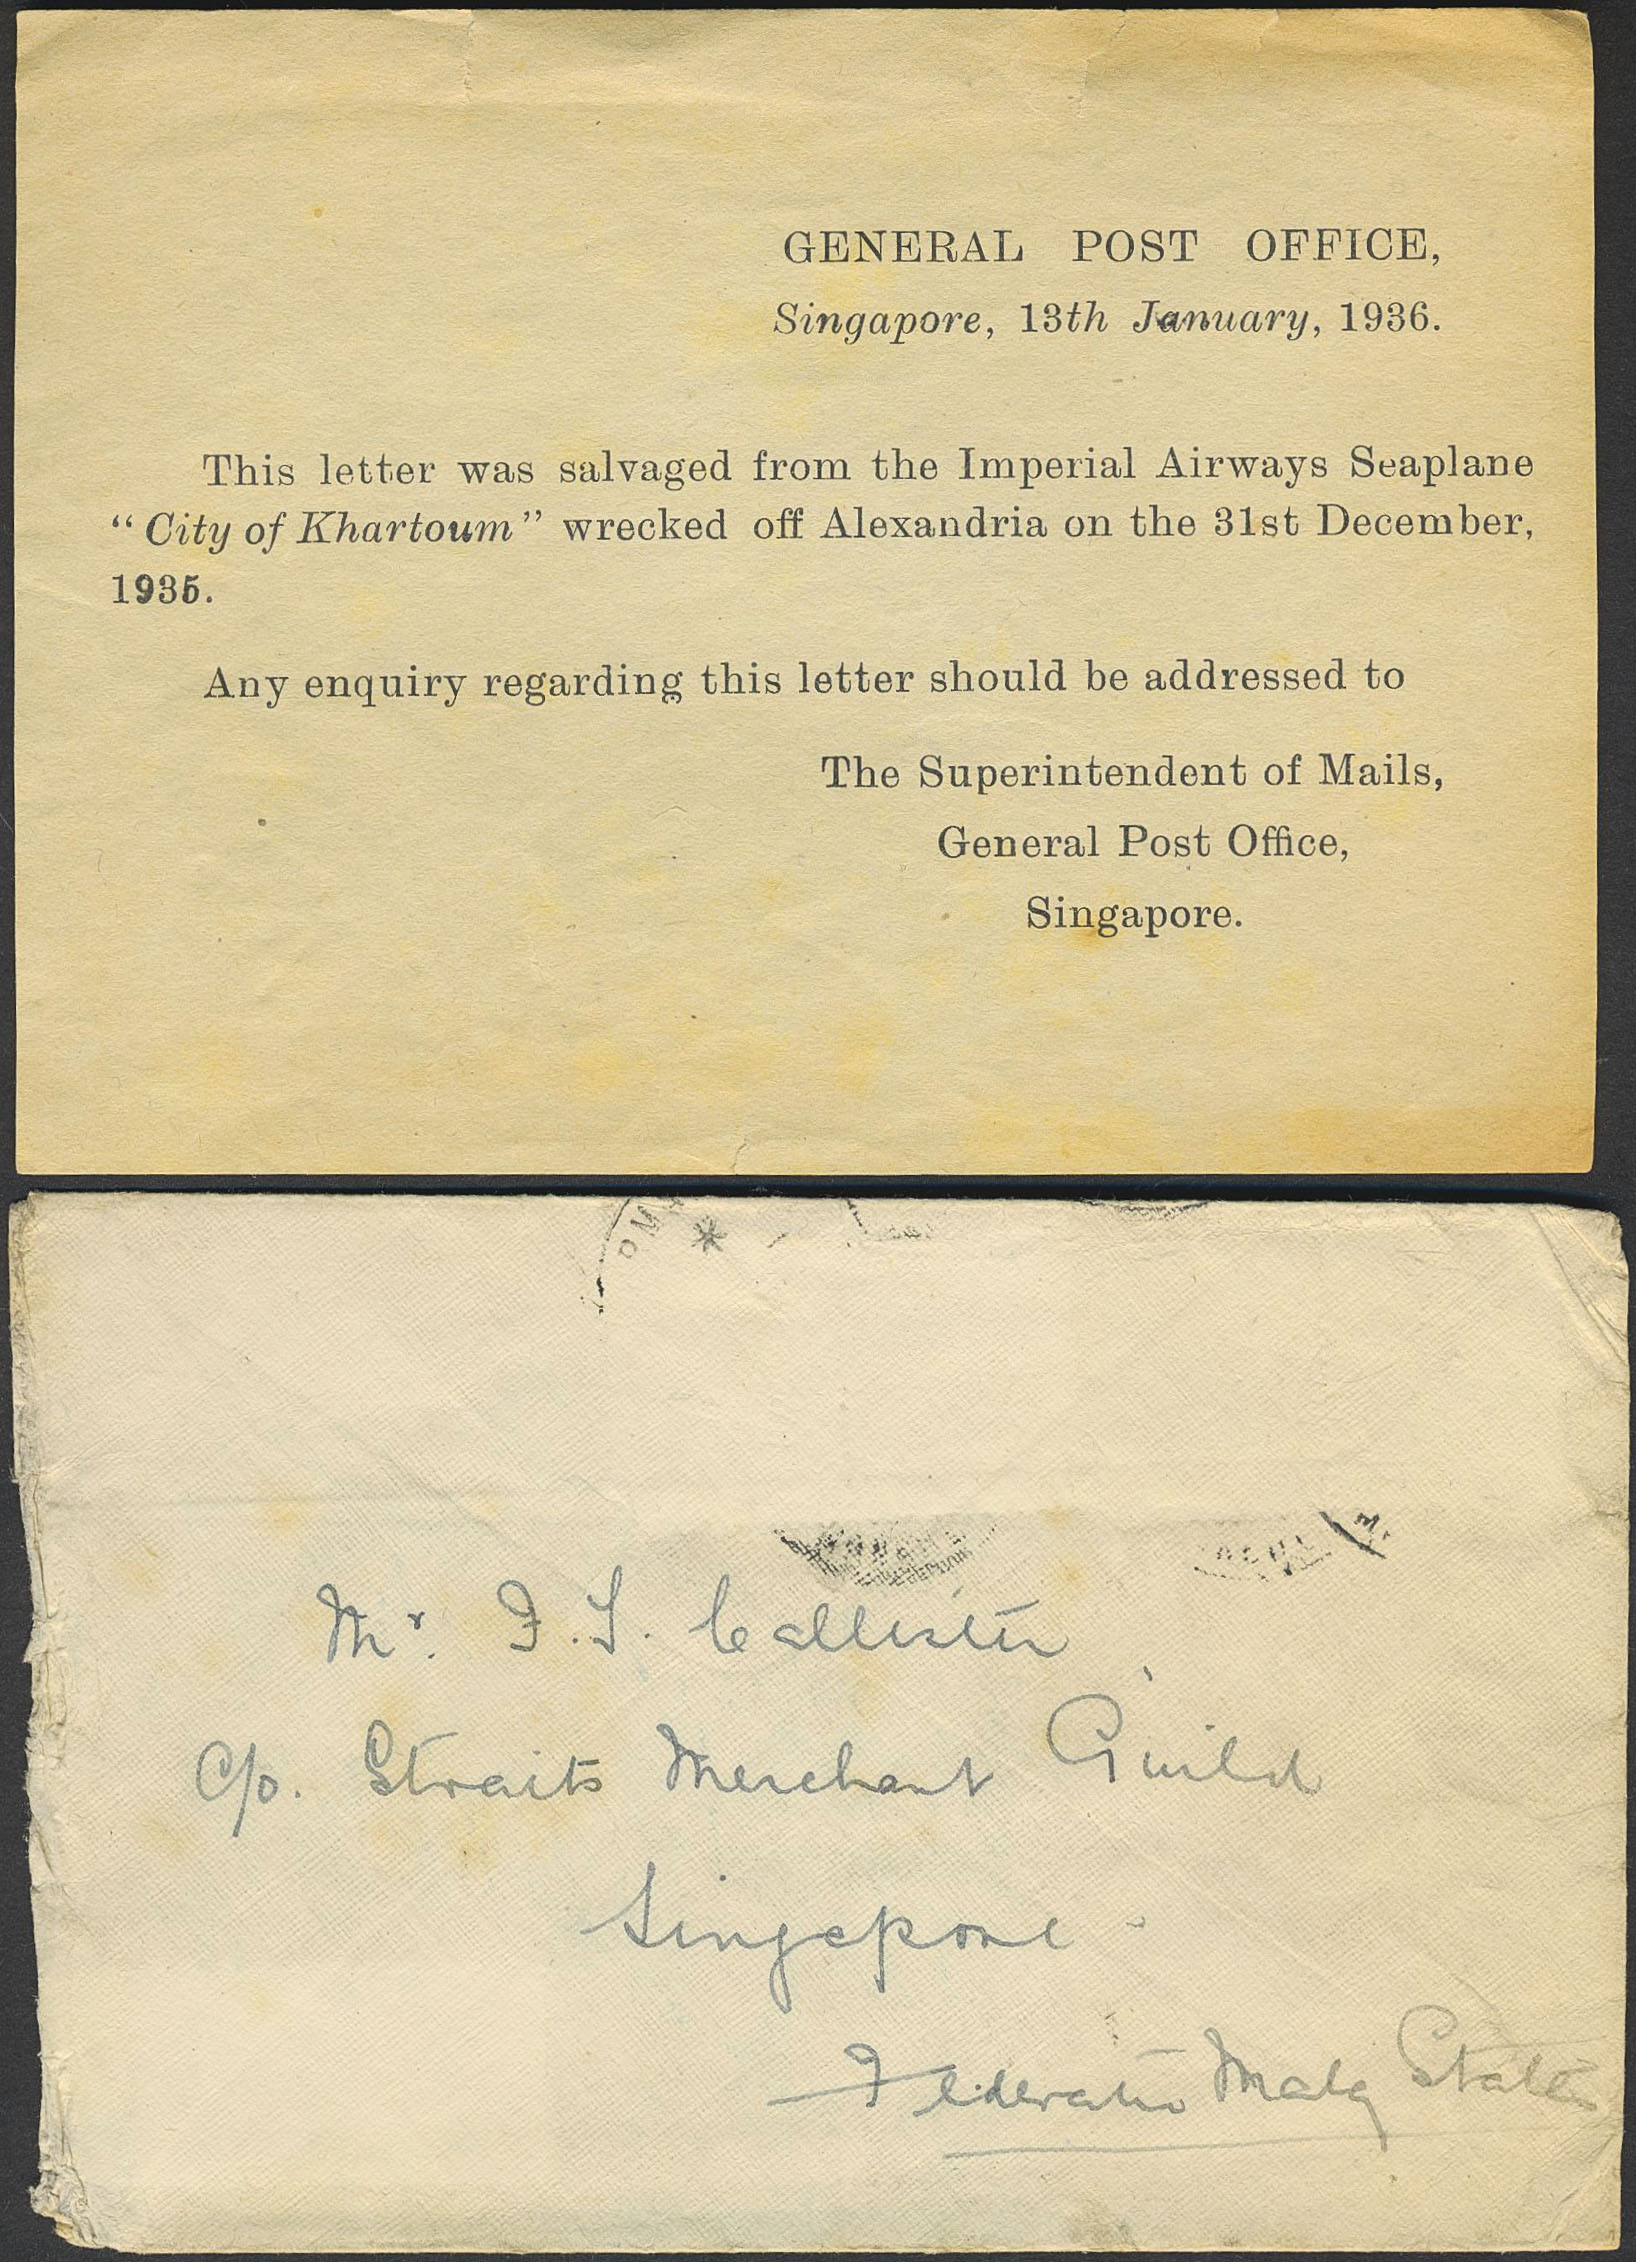 GENERAL POST OFFICE,
Singapore, 13th January, 1936.
This letter was salvaged from the Imperial Airways Seaplane
“City of Khartoum” wrecked off Alexandria on the 31st December,
1935.
Any enquiry regarding this letter should be addressed to
The Superintendent of Mails,
General Post Office,
Singapore.
Mr. F. S. Callister
C/o. Straits Merchant Guild
Singapore
Malay States